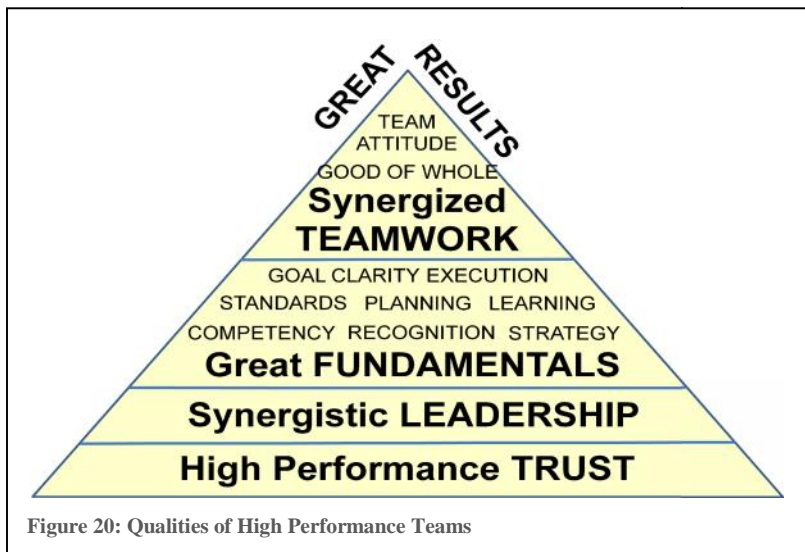 GREAT RESULTS
TEAM
ATTITUDE
GOOD OF WHOLE
Synergized
TEAMWORK
GOAL CLARITY EXECUTION
STANDARDS PLANNING LEARNING
COMPETENCY RECOGNITION STRATEGY
Great FUNDAMENTALS
Synergistic LEADERSHIP
High Performance TRUST
Figure 20: Qualities of High Performance Teams